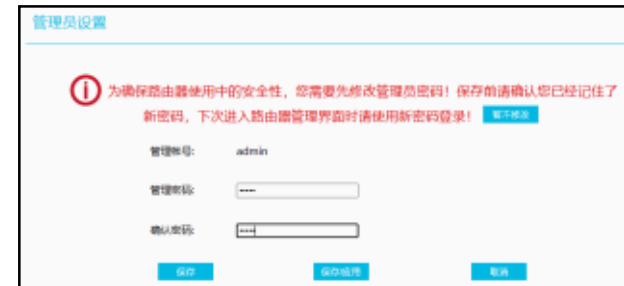 管理员设置
为确保路由器使用中的安全性，您需要先修改管理员密码！保存前请确认您已经记住了
新密码，下次进入路由器管理界面时请使用新密码登录！ 暂不修改
管理帐号: admin
管理密码: •••••
确认密码: •••••
保存 保存/应用 取消